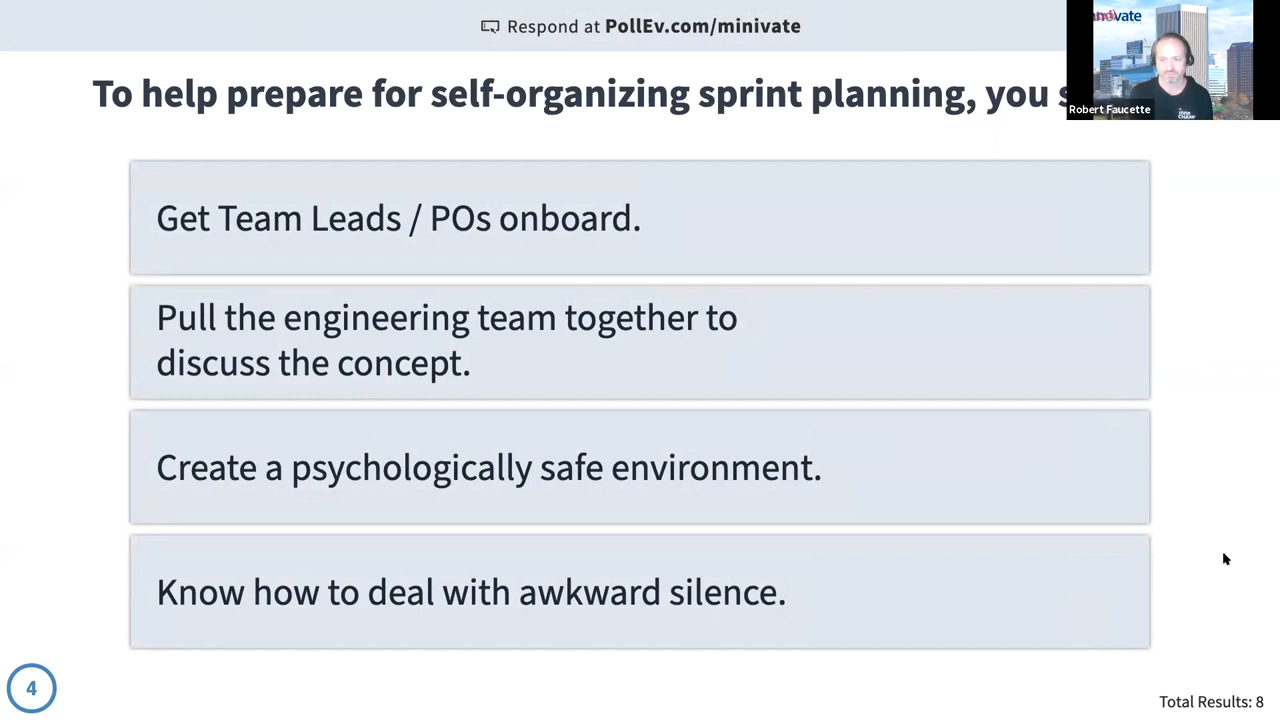 Respond at PollEv.com/minivate
To help prepare for self-organizing sprint planning, you
Robert Faucette
Get Team Leads / POs onboard.
Pull the engineering team together to
discuss the concept.
Create a psychologically safe environment.
Know how to deal with awkward silence.
4
Total Results: 8